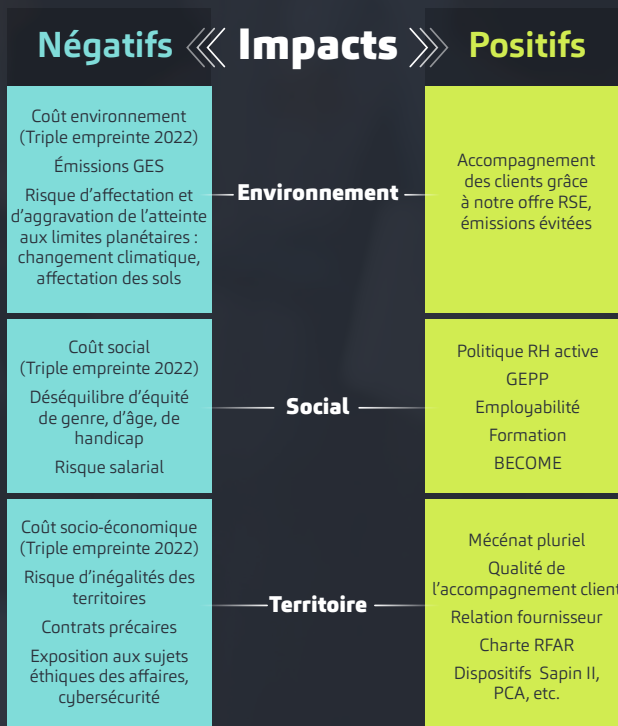 Négatifs
Impacts
Positifs
Coût environnement
(Triple empreinte 2022)
Émissions GES
Risque d'affectation et
d'aggravation de l'atteinte
aux limites planétaires :
changement climatique,
affectation des sols
Environnement
Accompagnement
des clients grâce
à notre offre RSE,
émissions évitées
Coût social
(Triple empreinte 2022)
Déséquilibre d'équité
de genre, d'âge, de
handicap
Risque salarial
Social
Politique RH active
GEPP
Employabilité
Formation
BECOME
Coût socio-économique
(Triple empreinte 2022)
Risque d'inégalités des
territoires
Contrats précaires
Exposition aux sujets
éthiques des affaires,
cybersécurité
Territoire
Mécénat pluriel
Qualité de
l'accompagnement client
Relation fournisseur
Charte RFAR
Dispositifs Sapin II,
PCA, etc.